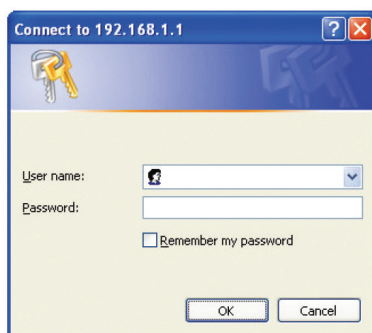 Connect to 192.168.1.1
User name:
Password:
Remember my password
OK
Cancel